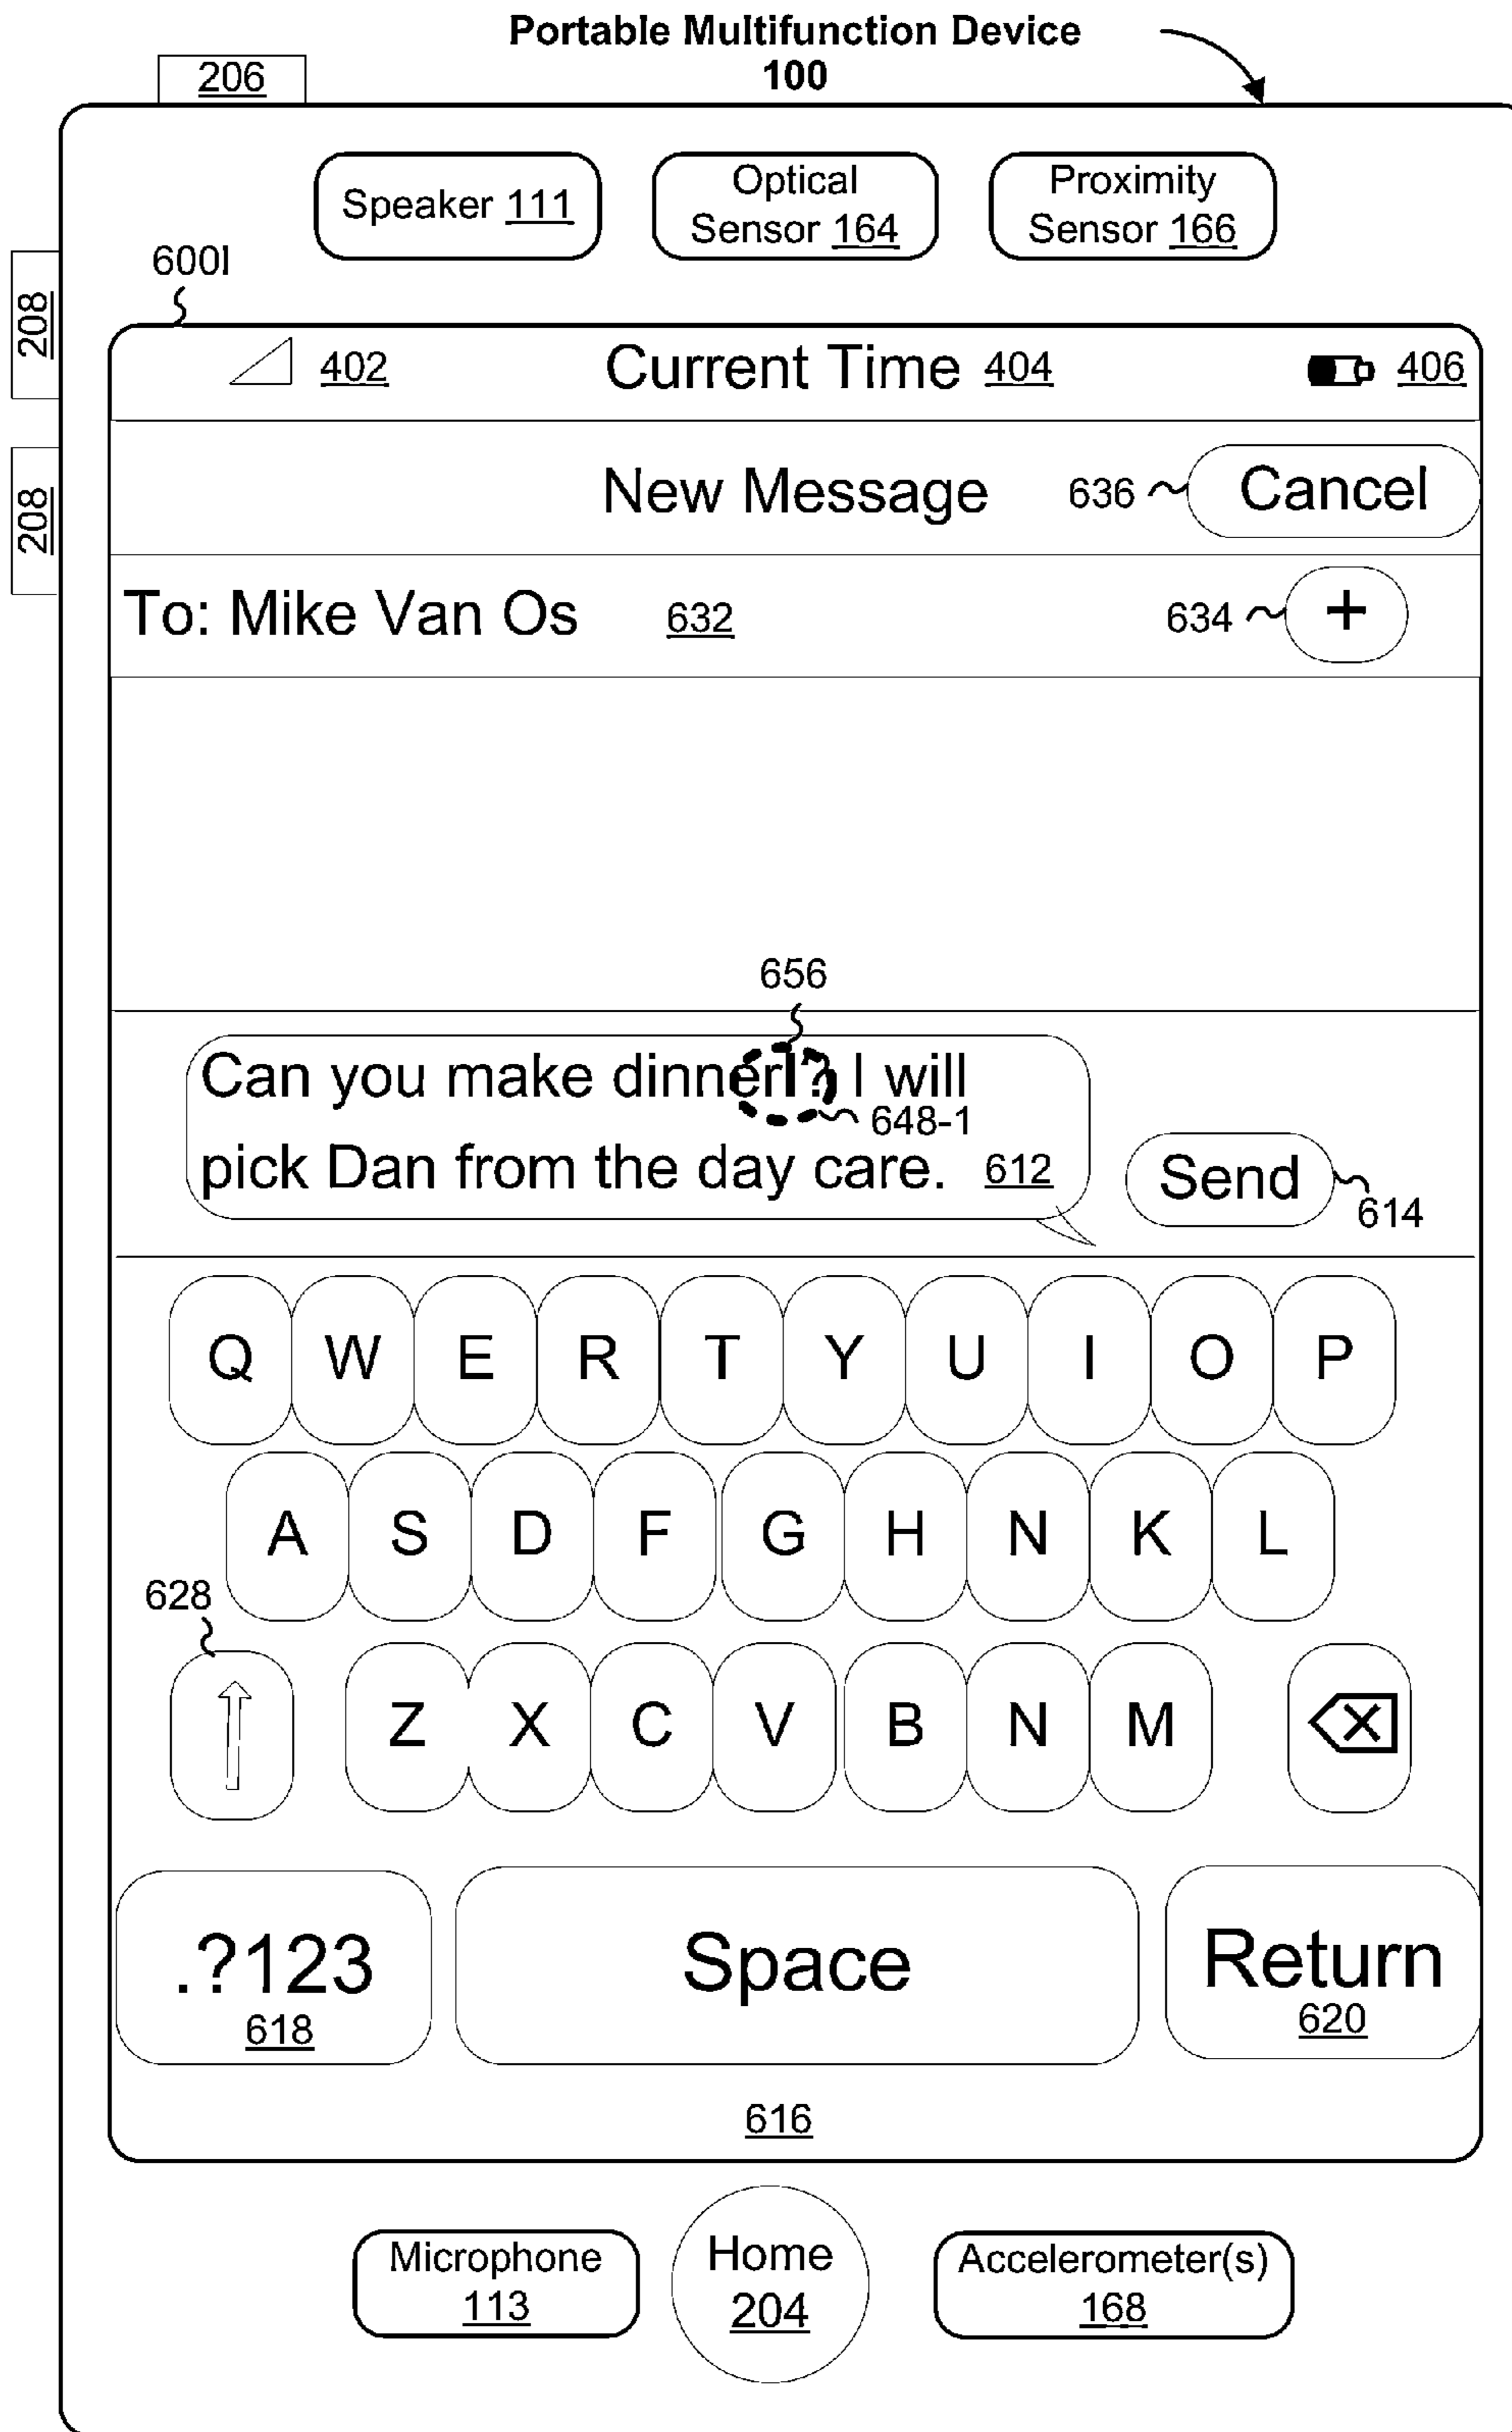 Portable Multifunction Device
100
206
Speaker 111
Optical
Sensor 164
Proximity
Sensor 166
208
208
600I
402
Current Time 404
406
New Message
636
Cancel
To: Mike Van Os
632
634
+
656
Can you make dinner? I will
648-1
pick Dan from the day care.
612
Send
614
Q W E R T Y U I O P
A S D F G H N K L
628
Z X C V B N M
.?123
618
Space
Return
620
616
Microphone
113
Home
204
Accelerometer(s)
168